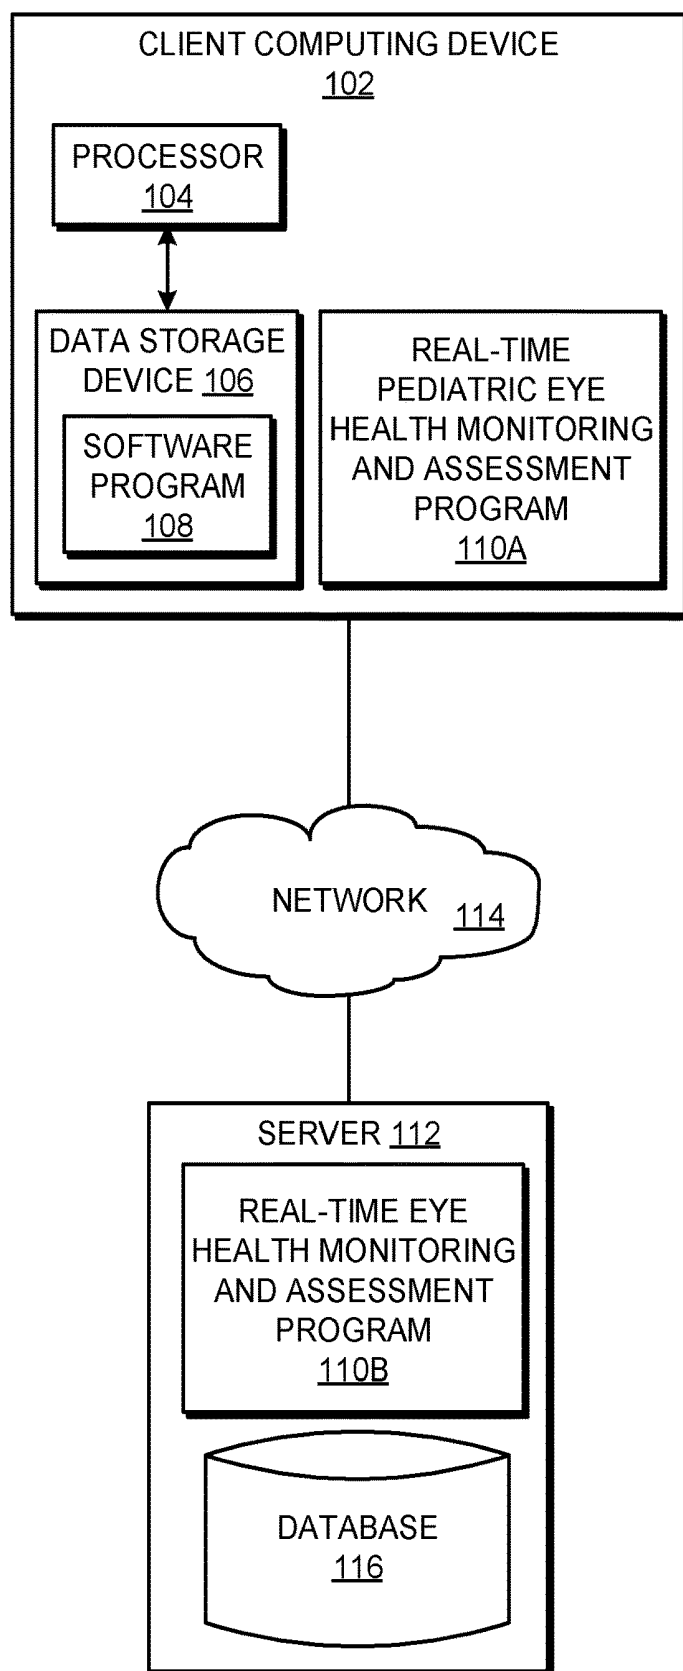 CLIENT COMPUTING DEVICE
102
PROCESSOR
104
DATA STORAGE
DEVICE 106
SOFTWARE
PROGRAM
108
REAL-TIME
PEDIATRIC EYE
HEALTH MONITORING
AND ASSESSMENT
PROGRAM
110A
NETWORK 114
SERVER 112
REAL-TIME EYE
HEALTH MONITORING
AND ASSESSMENT
PROGRAM
110B
DATABASE
116